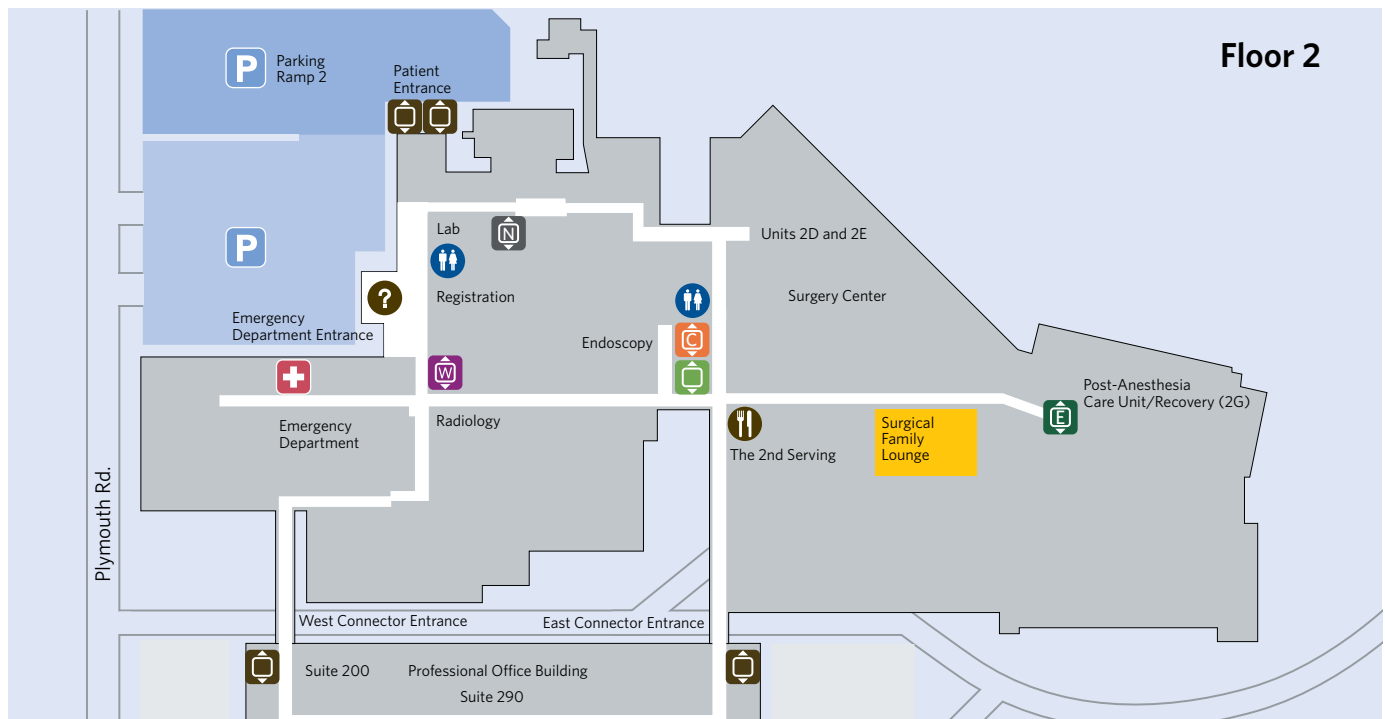 Floor 2
P
Parking
Ramp 2
Patient
Entrance
Lab
N
Units 2D and 2E
P
?
Registration
Surgery Center
Emergency
Department Entrance
Endoscopy
C
W
Post-Anesthesia
Care Unit/Recovery (2G)
E
Emergency
Department
Radiology
The 2nd Serving
Surgical
Family
Lounge
Plymouth Rd.
West Connector Entrance
East Connector Entrance
Suite 200
Professional Office Building
Suite 290